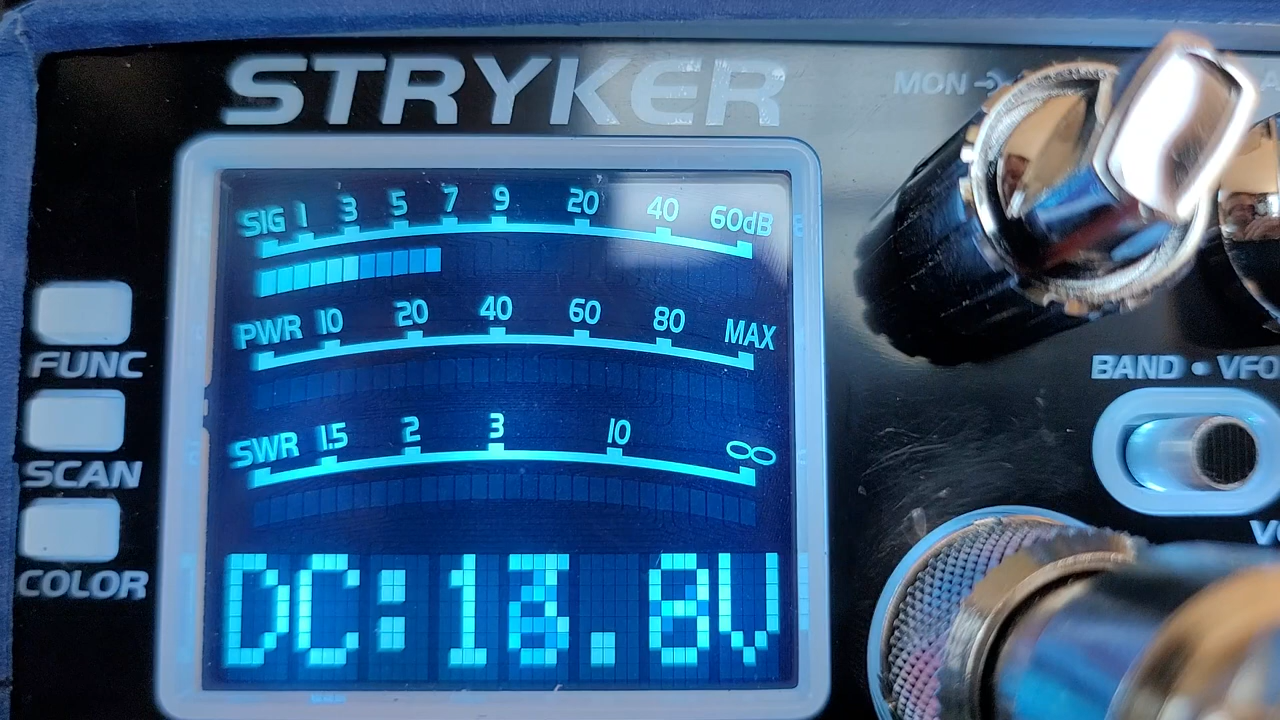 STRYKER
MON
SIG 1 3 5 7 9 20 40 60dB
PWR 10 20 40 60 80 MAX
SWR 1.5 2 3 10 ∞
DC:13.8V
FUNC
SCAN
COLOR
BAND • VFO